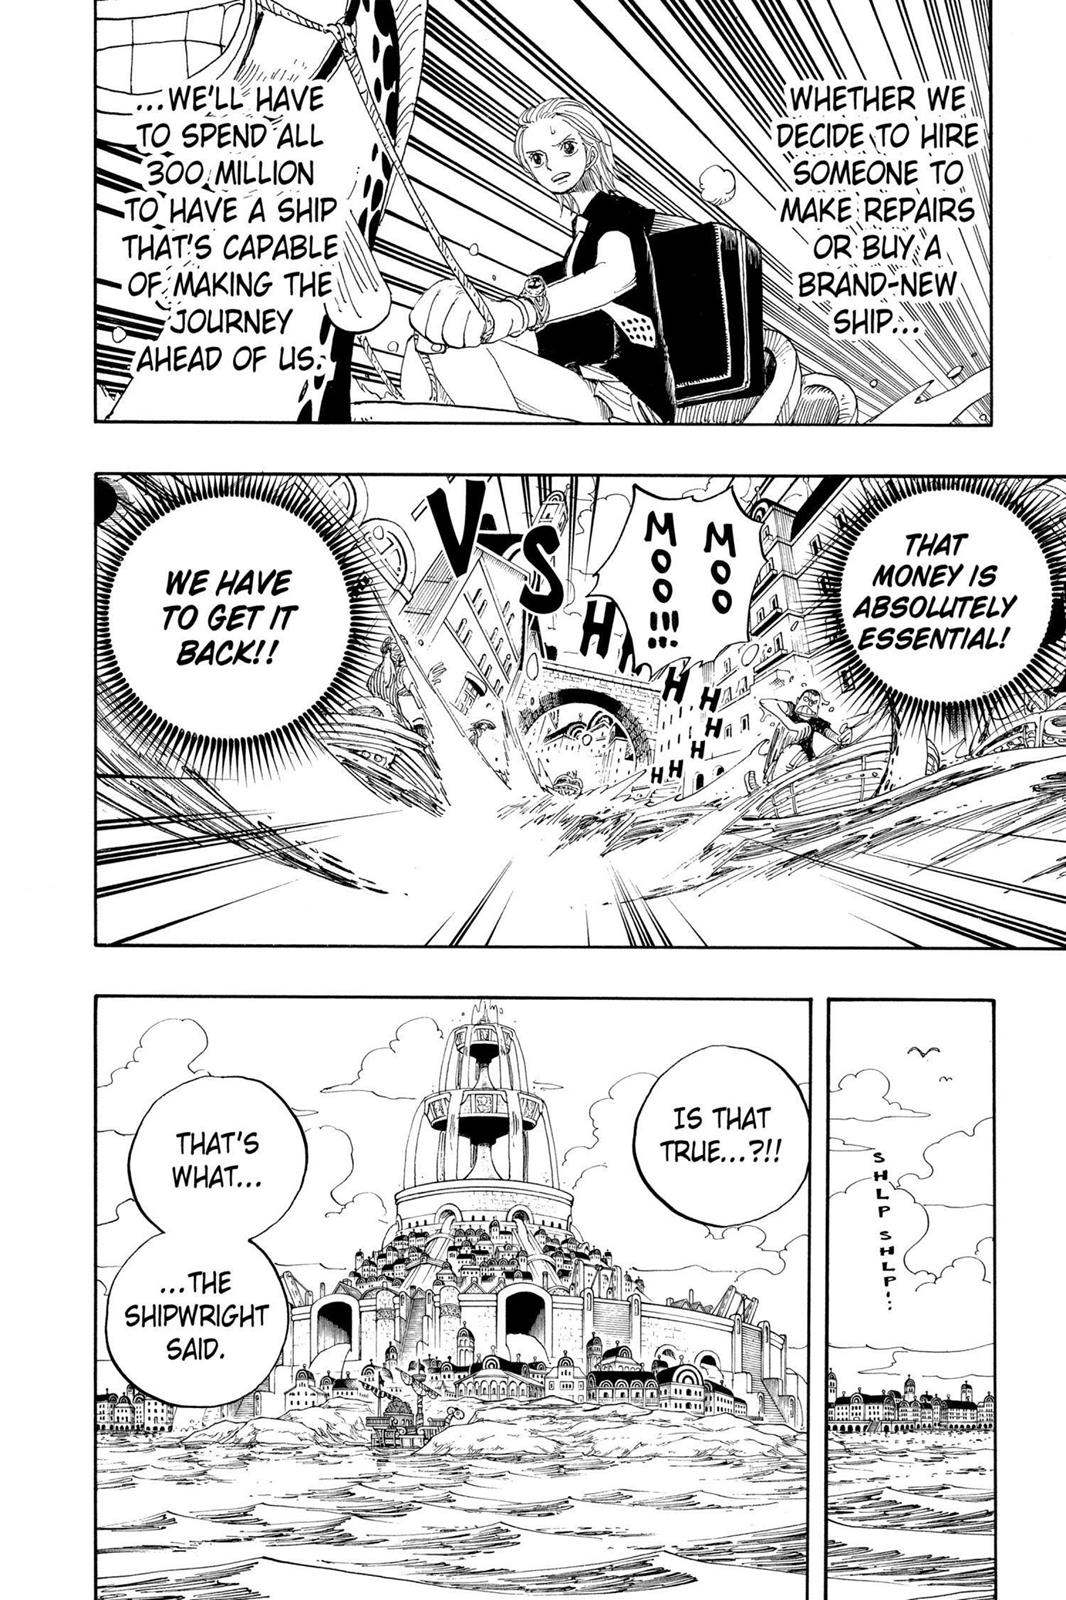 WHETHER WE
DECIDE TO HIRE
SOMEONE TO
MAKE REPAIRS
OR BUY A
BRAND-NEW
SHIP...
...WE'LL HAVE
TO SPEND ALL
300 MILLION
TO HAVE A SHIP
THAT'S CAPABLE
OF MAKING THE
JOURNEY
AHEAD OF US.
THAT
MONEY IS
ABSOLUTELY
ESSENTIAL!
MOO
MOO!!!
VSHHHHHHHHHH
WE HAVE
TO GET IT
BACK!!
SHLP SHLP!...
IS THAT
TRUE...?!!
THAT'S
WHAT...
...THE
SHIPWRIGHT
SAID.